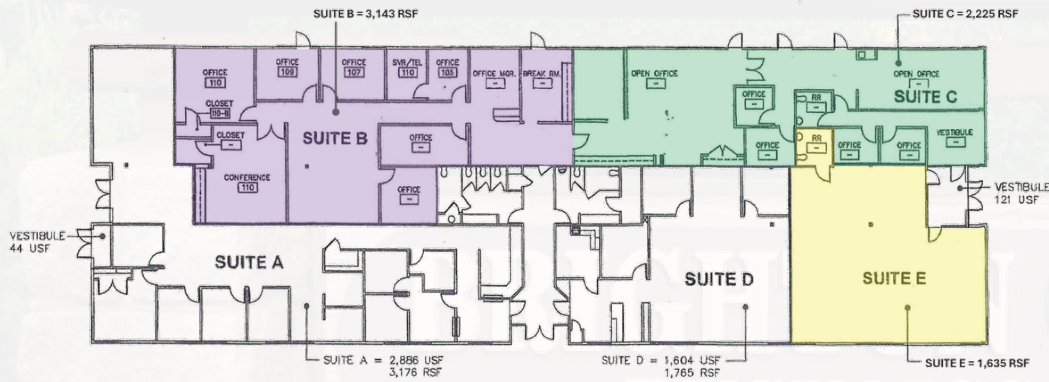 SUITE B = 3,143 RSF
SUITE C = 2,225 RSF
OFFICE
110
OFFICE
109
OFFICE
107
SVR/TEL
110
OFFICE
105
OFFICE MGR.
BREAK RM.
OPEN OFFICE
OPEN OFFICE
SUITE C
CLOSET
110-B
CLOSET
SUITE B
OFFICE
OFFICE
RR
RR
OFFICE
OFFICE
OFFICE
VESTIBULE
CONFERENCE
110
OFFICE
VESTIBULE
121 USF
VESTIBULE
44 USF
SUITE A
SUITE D
SUITE E
SUITE A = 2,886 USF
3,176 RSF
SUITE D = 1,604 USF
1,765 RSF
SUITE E = 1,635 RSF